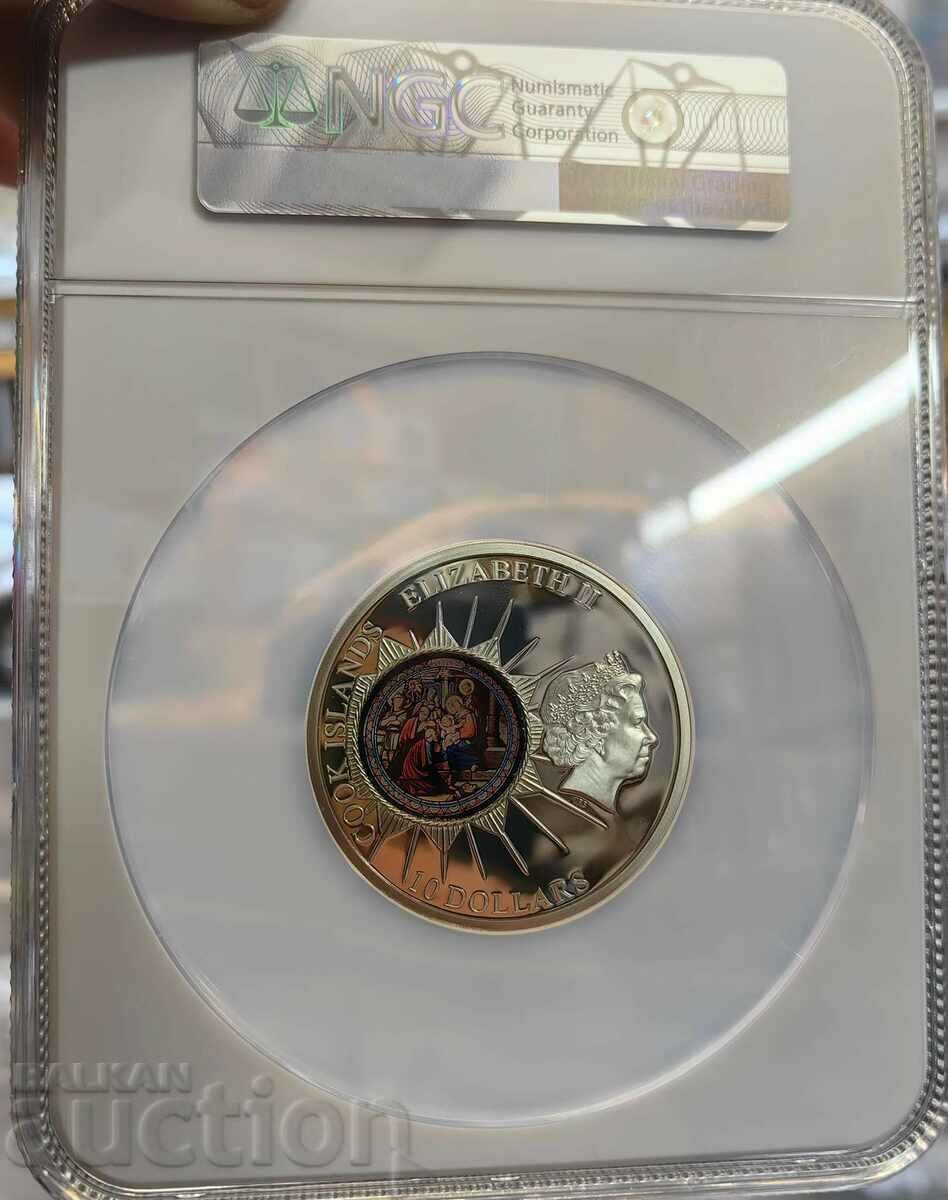 NGC
Numismatic
Guaranty
Corporation
ELIZABETH II
COOK ISLANDS
10 DOLLARS
BALKAN
auction